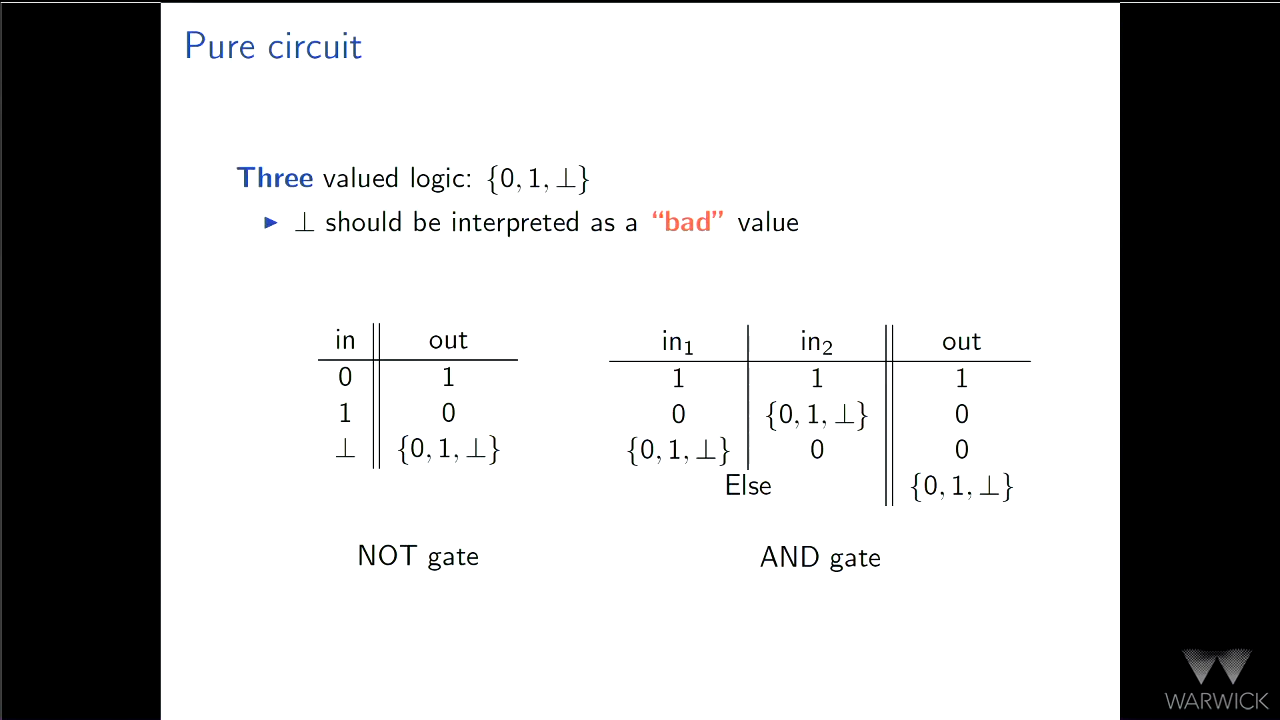 Pure circuit
Three valued logic: {0, 1, ⊥}
▶ ⊥ should be interpreted as a “bad” value
in out
0 1
1 0
⊥ {0, 1, ⊥}
NOT gate
in₁ in₂ out
1 1 1
0 {0, 1, ⊥} 0
{0, 1, ⊥} 0 0
Else {0, 1, ⊥}
AND gate
WARWICK